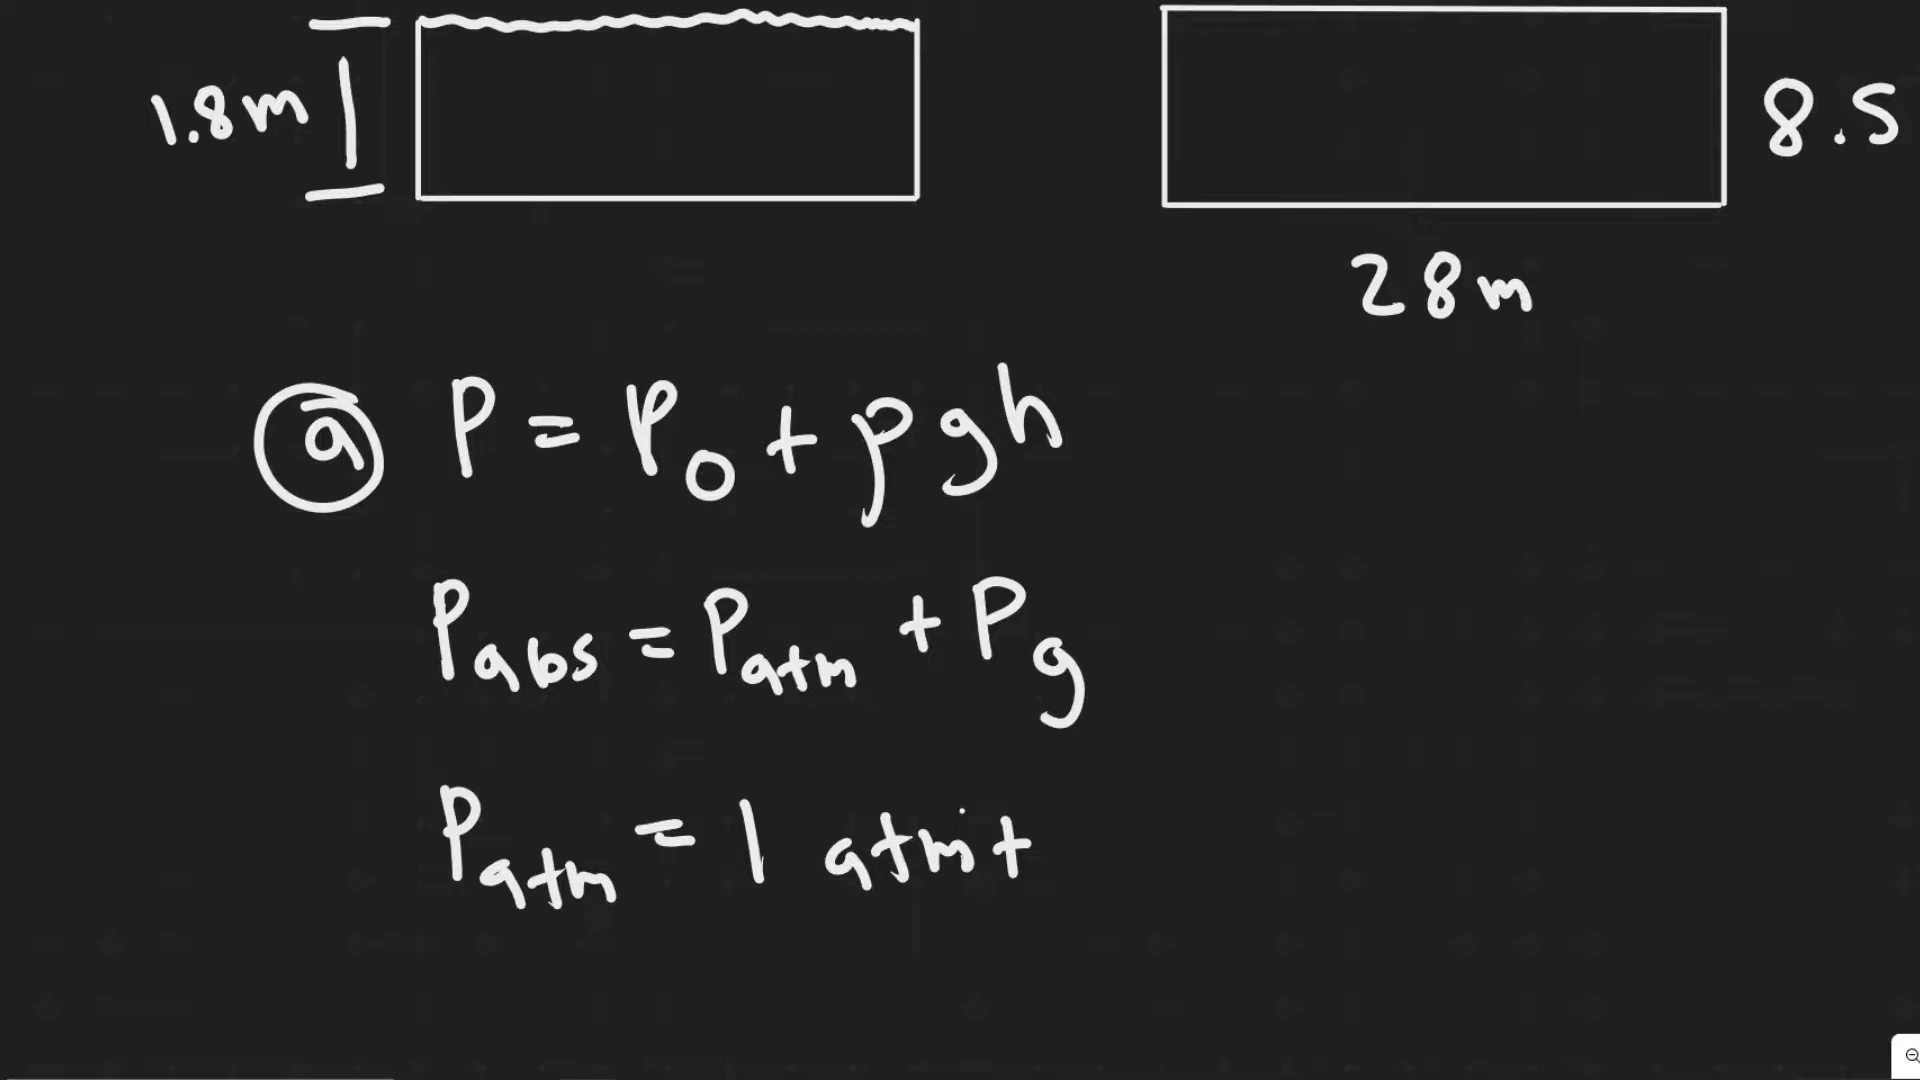 1.8m
8.5
28m
a P = P₀ + ρgh
Pabs = Patm + Pg
Patm = 1 atm +